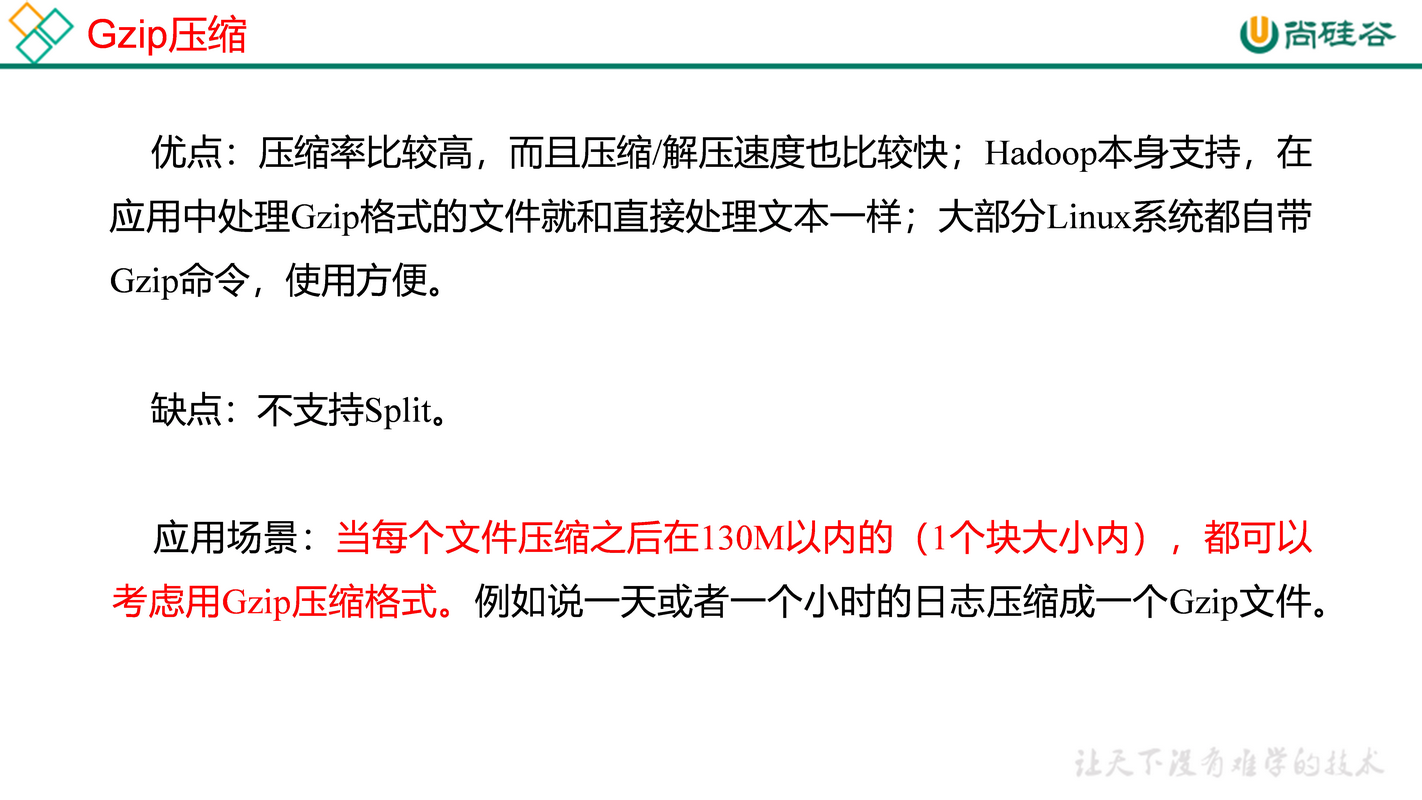 Gzip压缩
尚硅谷
优点：压缩率比较高，而且压缩/解压速度也比较快；Hadoop本身支持，在
应用中处理Gzip格式的文件就和直接处理文本一样；大部分Linux系统都自带
Gzip命令，使用方便。
缺点：不支持Split。
应用场景：当每个文件压缩之后在130M以内的（1个块大小内），都可以
考虑用Gzip压缩格式。例如说一天或者一个小时的日志压缩成一个Gzip文件。
让天下没有难学的技术